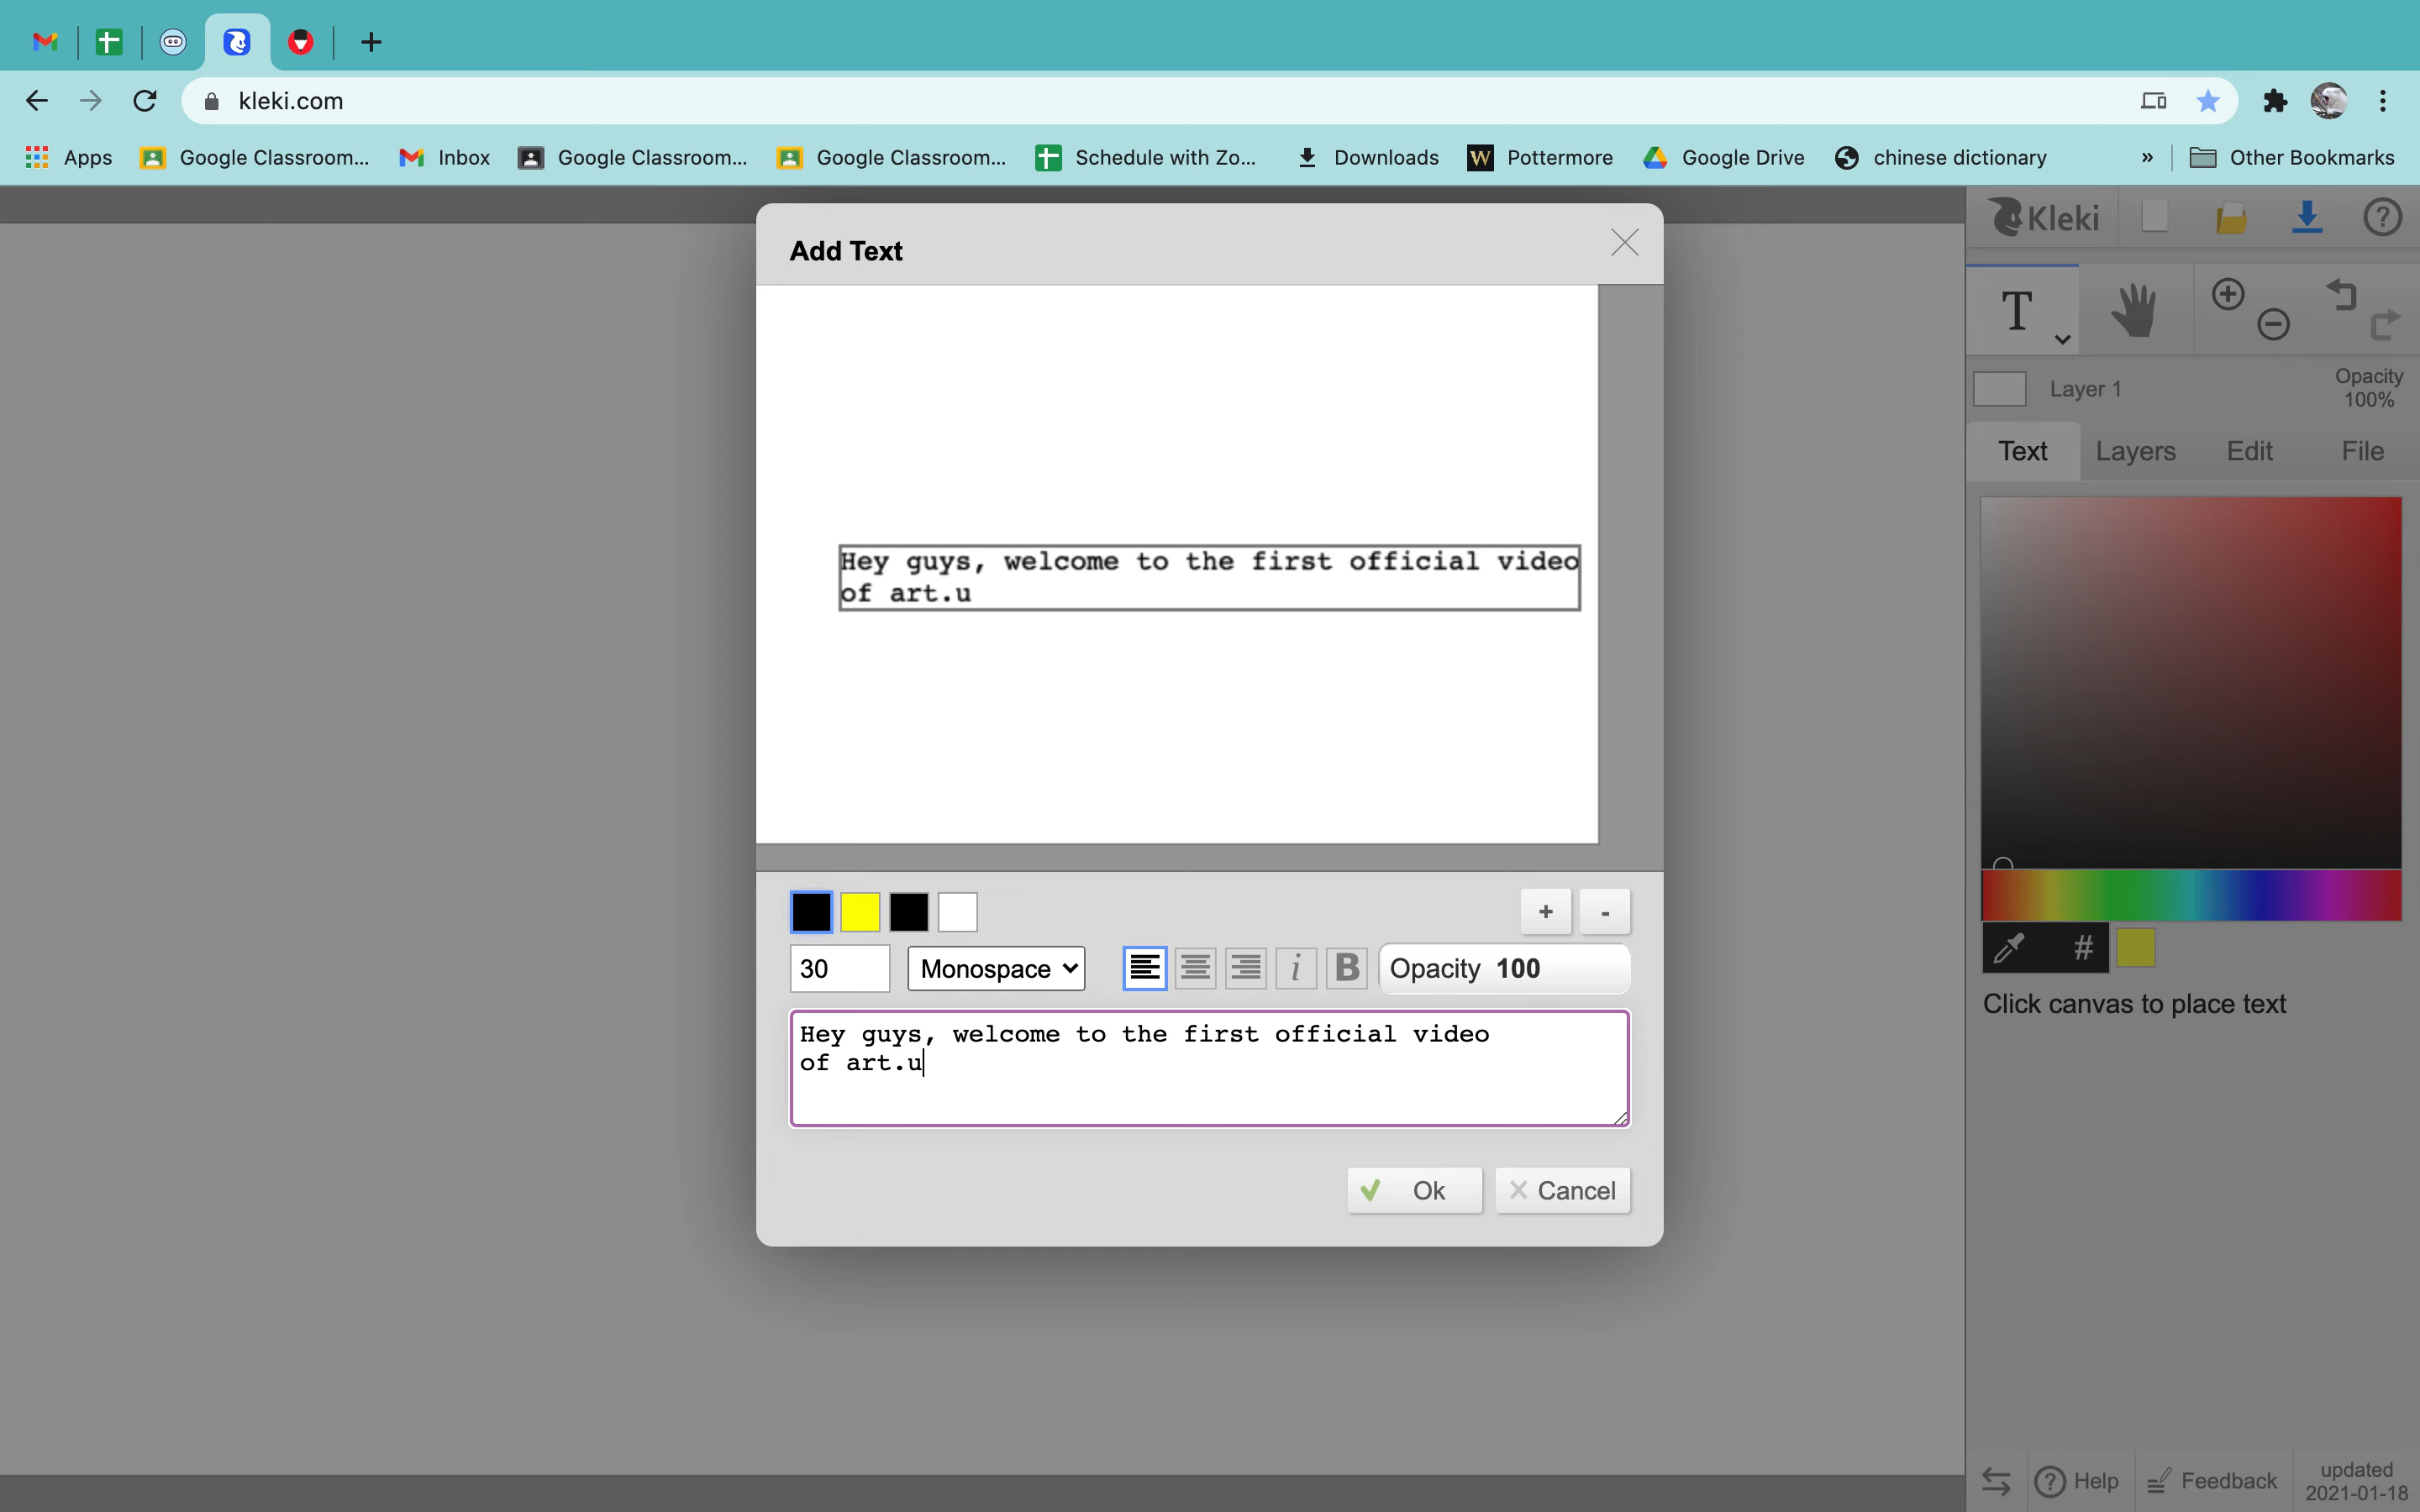 kleki.com
Apps
Google Classroom...
Inbox
Google Classroom...
Google Classroom...
Schedule with Zo...
Downloads
W
Pottermore
Google Drive
chinese dictionary
»
Other Bookmarks
Add Text
Kleki
?
T
Layer 1
Opacity
100%
Text
Layers
Edit
File
Hey guys, welcome to the first official video
of art.u
+
-
30
Monospace
i
B
Opacity 100
#
Click canvas to place text
Hey guys, welcome to the first official video
of art.u
Ok
Cancel
? Help
Feedback
updated
2021-01-18